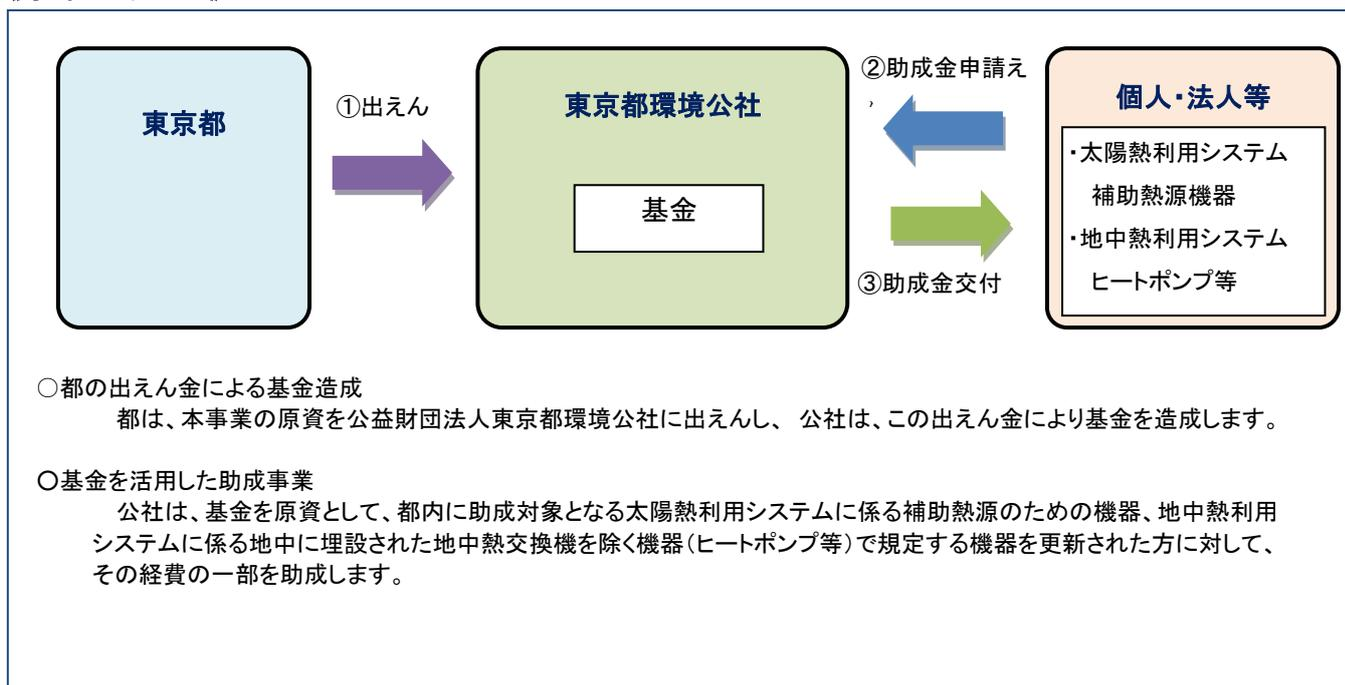 東京都
①出えん
東京都環境公社
基金
②助成金申請え
,
③助成金交付
個人・法人等
・太陽熱利用システム
補助熱源機器
・地中熱利用システム
ヒートポンプ等
○都の出えん金による基金造成
都は、本事業の原資を公益財団法人東京都環境公社に出えんし、 公社は、この出えん金により基金を造成します。
〇基金を活用した助成事業
公社は、基金を原資として、都内に助成対象となる太陽熱利用システムに係る補助熱源のための機器、地中熱利用
システムに係る地中に埋設された地中熱交換機を除く機器(ヒートポンプ等)で規定する機器を更新された方に対して、
その経費の一部を助成します。